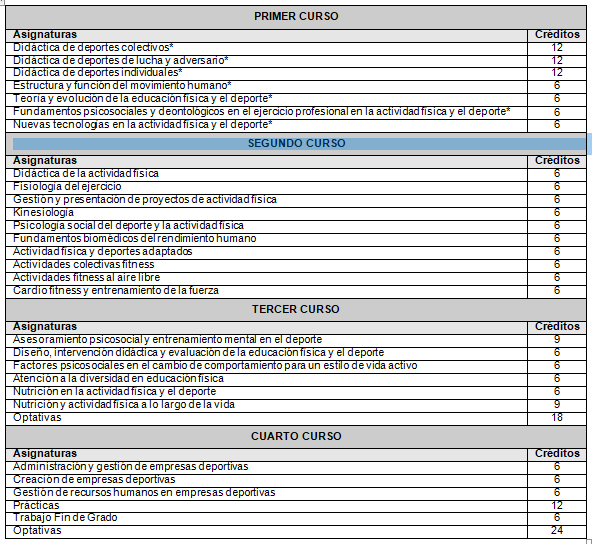 PRIMER CURSO
Asignaturas Créditos
Didáctica de deportes colectivos* 12
Didáctica de deportes de lucha y adversario* 12
Didáctica de deportes individuales* 12
Estructura y función del movimiento humano* 6
Teoría y evolución de la educación física y el deporte* 6
Fundamentos psicosociales y deontológicos en el ejercicio profesional en la actividad física y el deporte* 6
Nuevas tecnologías en la actividad física y el deporte* 6
SEGUNDO CURSO
Asignaturas Créditos
Didáctica de la actividad física 6
Fisiología del ejercicio 6
Gestión y presentación de proyectos de actividad física 6
Kinesiología 6
Psicología social del deporte y la actividad física 6
Fundamentos biomédicos del rendimiento humano 6
Actividad física y deportes adaptados 6
Actividades colectivas fitness 6
Actividades fitness al aire libre 6
Cardio fitness y entrenamiento de la fuerza 6
TERCER CURSO
Asignaturas Créditos
Asesoramiento psicosocial y entrenamiento mental en el deporte 9
Diseño, intervención didáctica y evaluación de la educación física y el deporte 6
Factores psicosociales en el cambio de comportamiento para un estilo de vida activo 6
Atención a la diversidad en educación física 6
Nutrición en la actividad física y el deporte 6
Nutrición y actividad física a lo largo de la vida 9
Optativas 18
CUARTO CURSO
Asignaturas Créditos
Administración y gestión de empresas deportivas 6
Creación de empresas deportivas 6
Gestión de recursos humanos en empresas deportivas 6
Prácticas 12
Trabajo Fin de Grado 6
Optativas 24